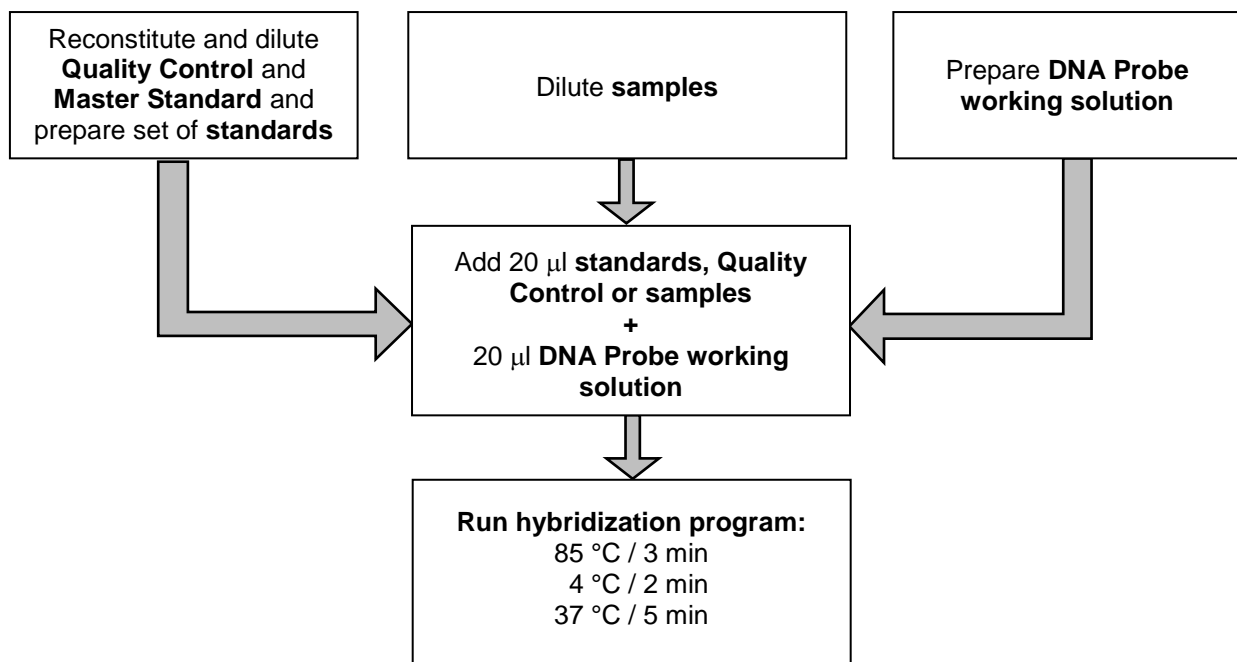 Reconstitute and dilute
Quality Control and
Master Standard and
prepare set of standards
Dilute samples
Prepare DNA Probe
working solution
Add 20 μl standards, Quality
Control or samples
+
20 μl DNA Probe working
solution
Run hybridization program:
85 °C / 3 min
4 °C / 2 min
37 °C / 5 min